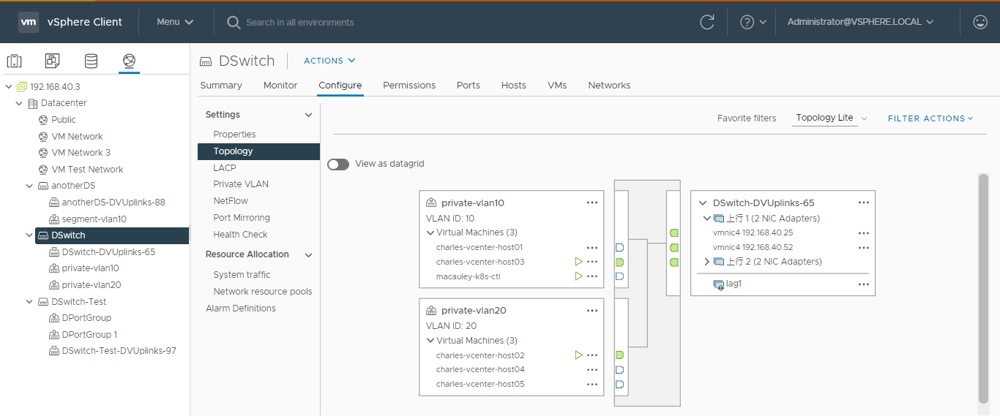 vm vSphere Client Menu Search in all environments Administrator@VSPHERE.LOCAL
192.168.40.3
Datacenter
Public
VM Network
VM Network 3
VM Test Network
anotherDS
anotherDS-DVUplinks-88
segment-vlan10
DSwitch
DSwitch-DVUplinks-65
private-vlan10
private-vlan20
DSwitch-Test
DPortGroup
DPortGroup 1
DSwitch-Test-DVUplinks-97
DSwitch ACTIONS
Summary Monitor Configure Permissions Ports Hosts VMs Networks
Settings
Properties
Topology
LACP
Private VLAN
NetFlow
Port Mirroring
Health Check
Resource Allocation
System traffic
Network resource pools
Alarm Definitions
Favorite filters Topology Lite FILTER ACTIONS
View as datagrid
private-vlan10
VLAN ID: 10
Virtual Machines (3)
charles-vcenter-host01
charles-vcenter-host03
macauley-k8s-ctl
private-vlan20
VLAN ID: 20
Virtual Machines (3)
charles-vcenter-host02
charles-vcenter-host04
charles-vcenter-host05
DSwitch-DVUplinks-65
上行 1 (2 NIC Adapters)
vmnic4 192.168.40.25
vmnic4 192.168.40.52
上行 2 (2 NIC Adapters)
lag1